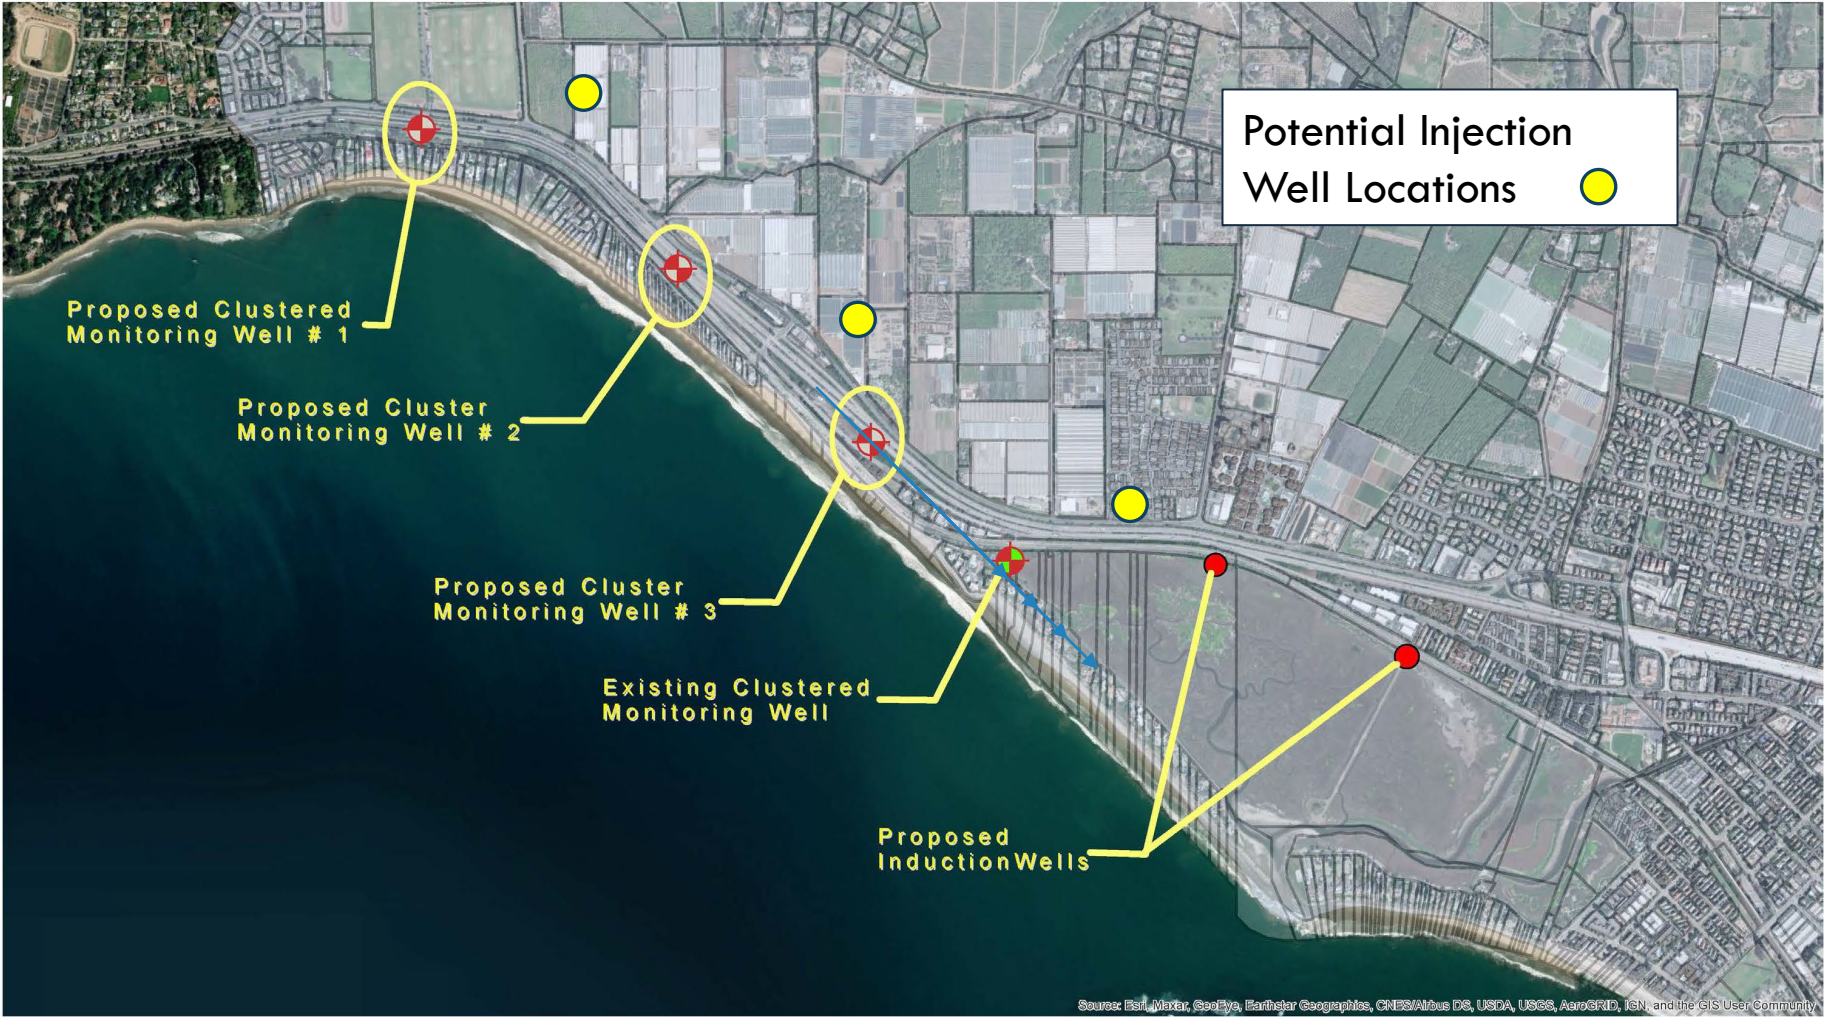 Potential Injection
Well Locations
Proposed Clustered
Monitoring Well # 1
Proposed Cluster
Monitoring Well # 2
Proposed Cluster
Monitoring Well # 3
Existing Clustered
Monitoring Well
Proposed
InductionWells
Source: Esri, Maxar, GeoEye, Earthstar Geographics, CNES/Airbus DS, USDA, USGS, AeroGRID, IGN, and the GIS User Community